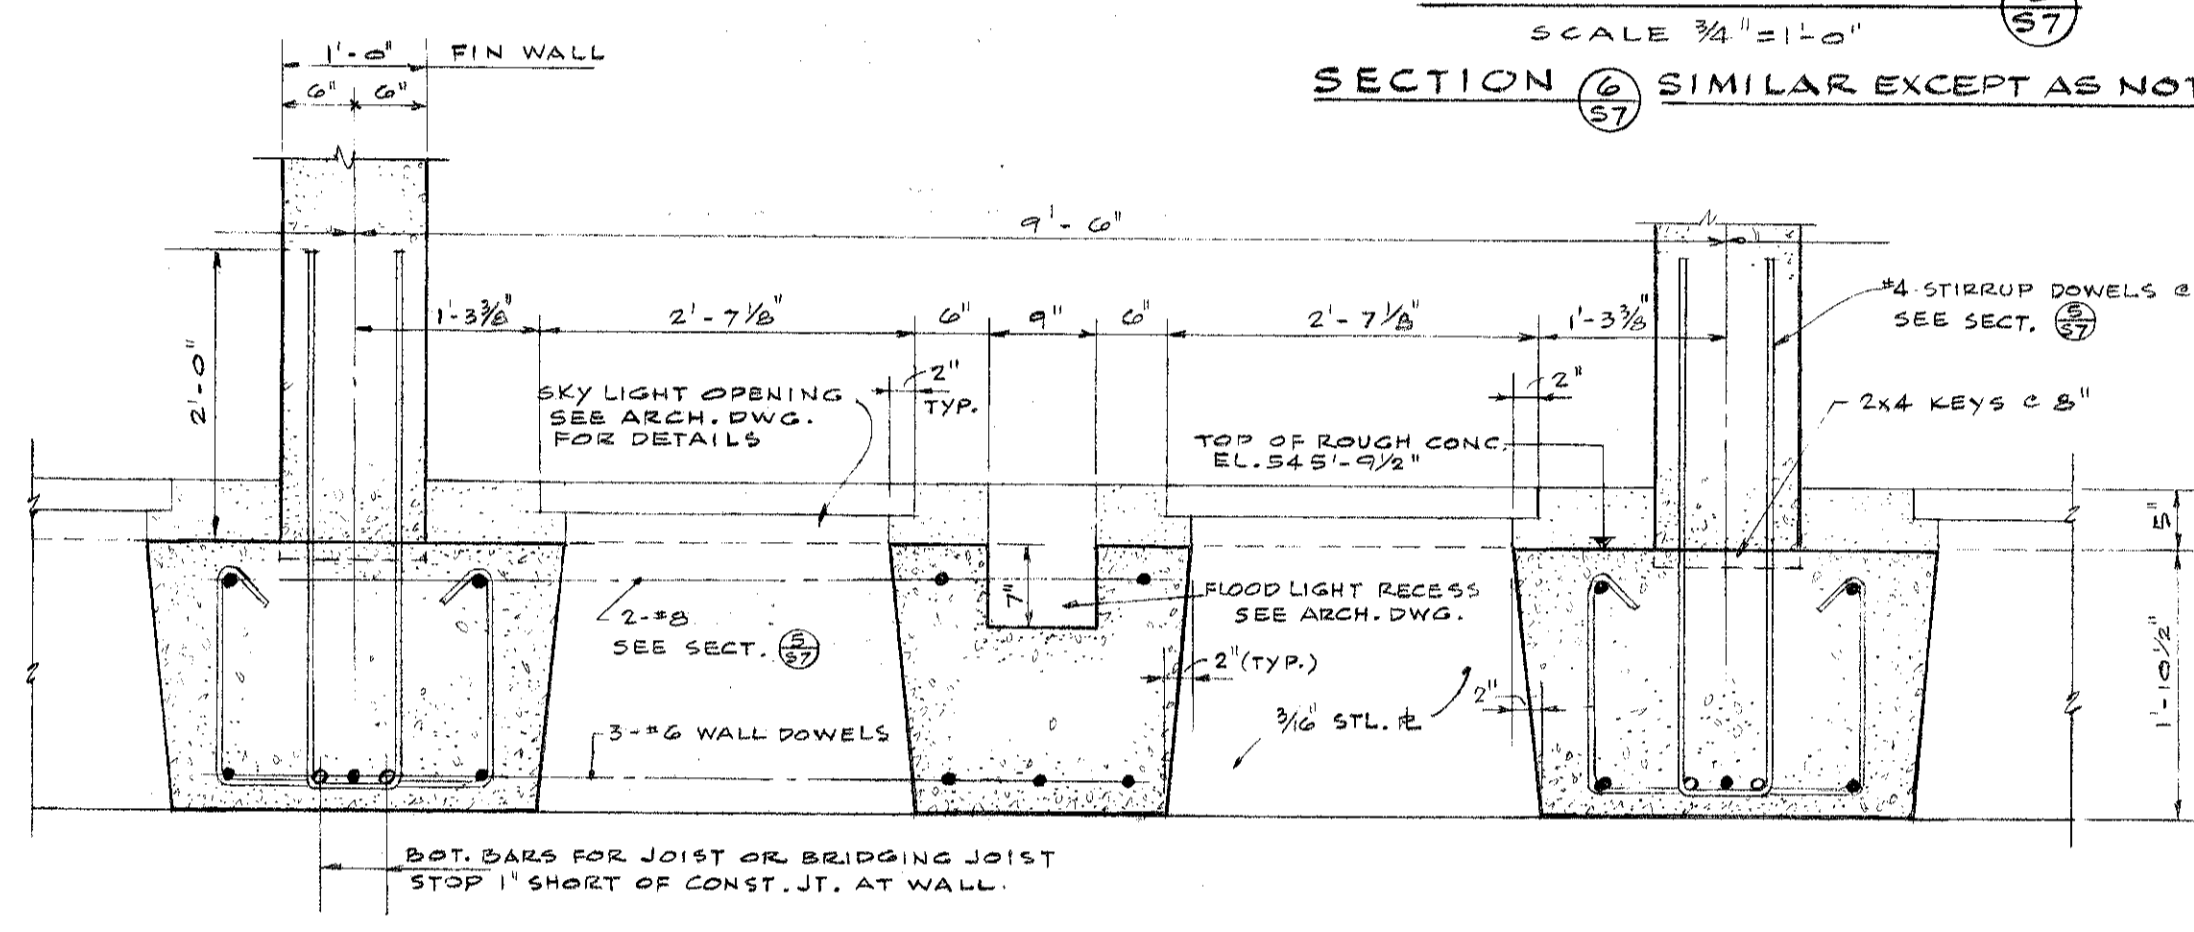 S7
SCALE 3/4"=1'-0"
SECTION 6/S7 SIMILAR EXCEPT AS NOT
1'-0" FIN WALL
6" 6"
9'-6"
#4 STIRRUP DOWELS @
SEE SECT. 5/S7
1'-3 3/8" 2'-7 1/8" 6" 9" 6" 2'-7 1/8" 1'-3 3/8"
2'-0"
SKY LIGHT OPENING
SEE ARCH. DWG.
FOR DETAILS
2"
TYP.
2"
2x4 KEYS @ 8"
TOP OF ROUGH CONC.
EL. 545'-9 1/2"
5"
7"
FLOOD LIGHT RECESS
SEE ARCH. DWG.
2-#8
SEE SECT. 5/S7
2" (TYP.)
2"
3/16" STL. PL
1'-10 1/2"
3-#6 WALL DOWELS
BOT. BARS FOR JOIST OR BRIDGING JOIST
STOP 1" SHORT OF CONST. JT. AT WALL.